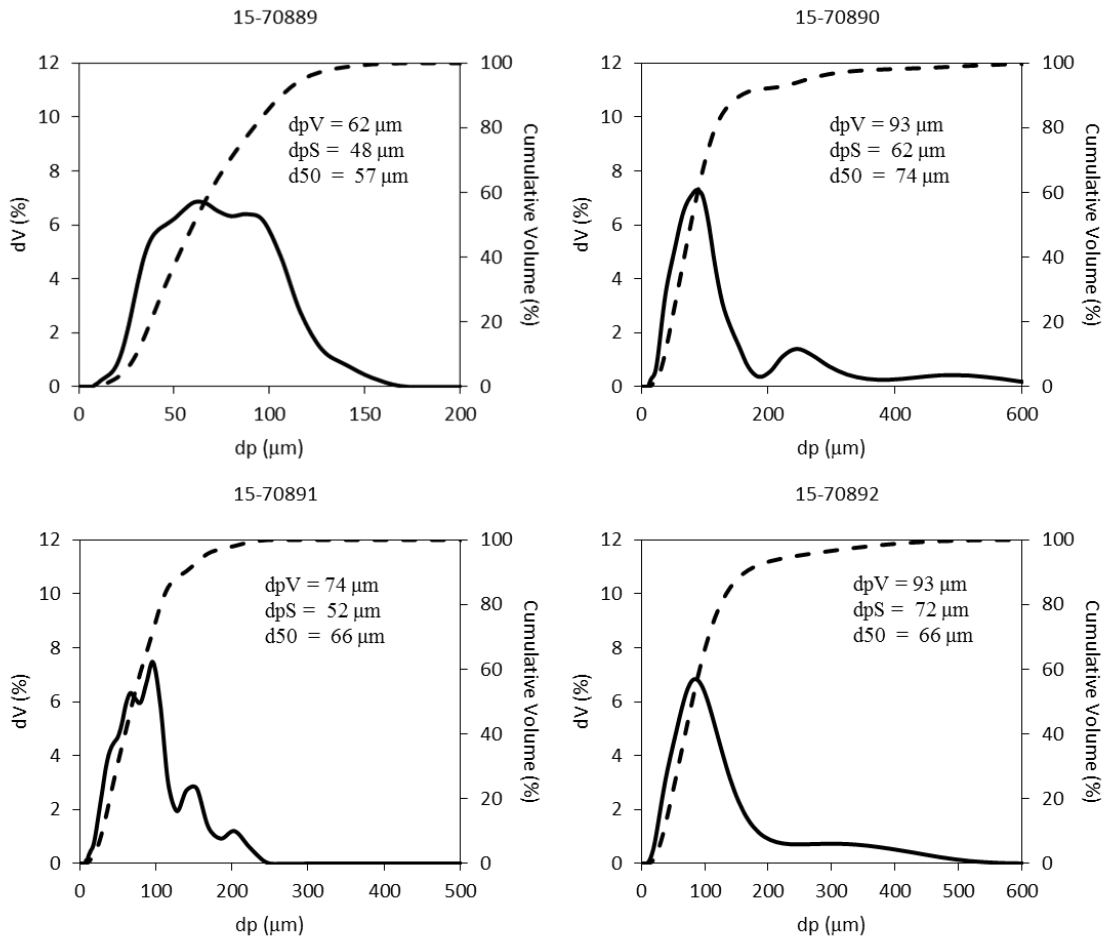 15-70889
12
10
8
6
4
2
0
dV (%)
100
80
60
40
20
0
Cumulative Volume (%)
dpV = 62 µm
dpS = 48 µm
d50 = 57 µm
0 50 100 150 200
dp (µm)
15-70890
12
10
8
6
4
2
0
dV (%)
100
80
60
40
20
0
Cumulative Volume (%)
dpV = 93 µm
dpS = 62 µm
d50 = 74 µm
0 200 400 600
dp (µm)
15-70891
12
10
8
6
4
2
0
dV (%)
100
80
60
40
20
0
Cumulative Volume (%)
dpV = 74 µm
dpS = 52 µm
d50 = 66 µm
0 100 200 300 400 500
dp (µm)
15-70892
12
10
8
6
4
2
0
dV (%)
100
80
60
40
20
0
Cumulative Volume (%)
dpV = 93 µm
dpS = 72 µm
d50 = 66 µm
0 100 200 300 400 500 600
dp (µm)